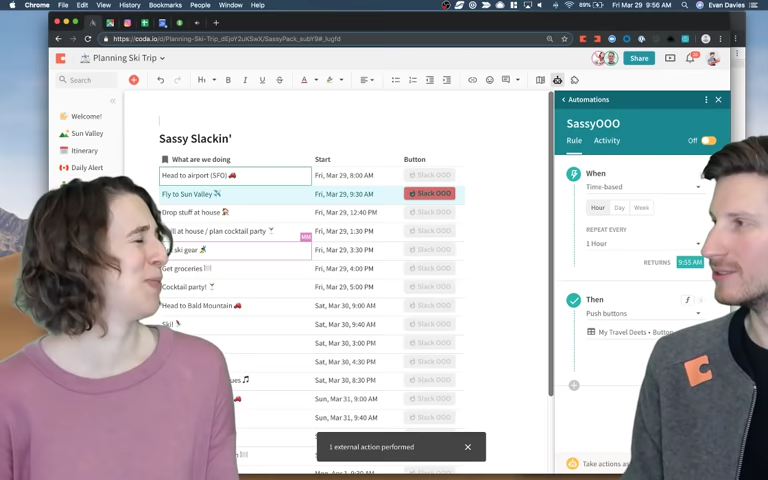 Chrome File Edit View History Bookmarks People Window Help
89% Fri Mar 29 9:56 AM Evan Davies
https://coda.io/d/Planning-Ski-Trip_dEjoY2uKSwX/SassyPack_subY9#_lugfd
Planning Ski Trip
Share
Search
H1 B I U S A
Automations
Welcome!
Sun Valley
Itinerary
Daily Alert
SassyOOO
Rule Activity Off
Sassy Slackin'
What are we doing Start Button
Head to airport (SFO) Fri, Mar 29, 8:00 AM Slack OOO
Fly to Sun Valley Fri, Mar 29, 9:30 AM Slack OOO
Drop stuff at house Fri, Mar 29, 12:40 PM Slack OOO
ll at house / plan cocktail party Fri, Mar 29, 1:30 PM Slack OOO
MM
ski gear Fri, Mar 29, 3:30 PM Slack OOO
Get groceries Fri, Mar 29, 4:00 PM Slack OOO
Cocktail party! Fri, Mar 29, 5:00 PM Slack OOO
Head to Bald Mountain Sat, Mar 30, 9:00 AM Slack OOO
Ski! Sat, Mar 30, 9:40 AM Slack OOO
Sat, Mar 30, 3:00 PM Slack OOO
Sat, Mar 30, 4:30 PM Slack OOO
ues Sat, Mar 30, 8:30 PM Slack OOO
Sun, Mar 31, 9:00 AM Slack OOO
Sun, Mar 31, 9:40 AM Slack OOO
When
Time-based
Hour Day Week
REPEAT EVERY
1 Hour
RETURNS 9:55 AM
Then
Push buttons
My Travel Deets • Button
Take actions as
1 external action performed